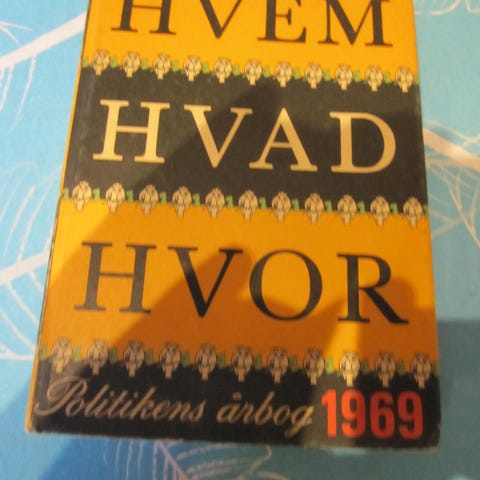 HVEM
HVAD
HVOR
Politikens årbog 1969